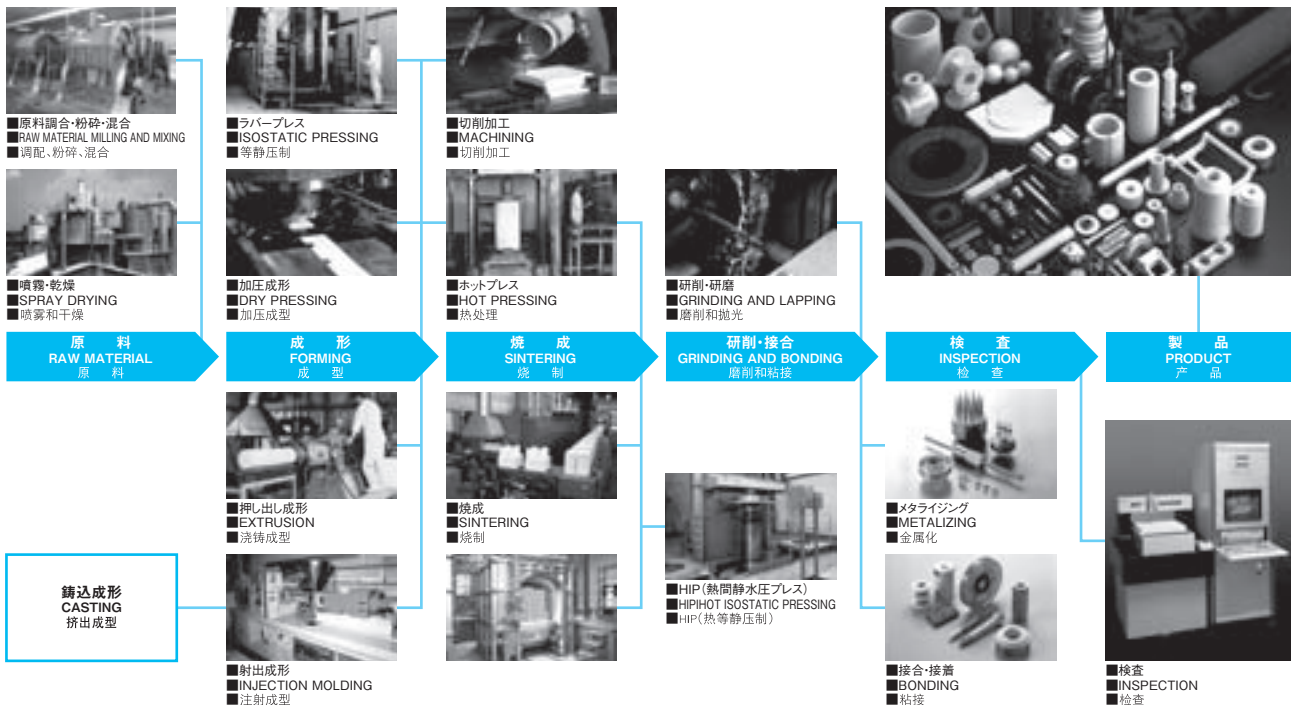 ■原料調合・粉砕・混合
■RAW MATERIAL MILLING AND MIXING
■调配、粉碎、混合
■ラバープレス
■ISOSTATIC PRESSING
■等静压制
■切削加工
■MACHINING
■切削加工
■噴霧・乾燥
■SPRAY DRYING
■喷雾和干燥
■加圧成形
■DRY PRESSING
■加压成型
■ホットプレス
■HOT PRESSING
■热处理
■研削・研磨
■GRINDING AND LAPPING
■磨削和抛光
原 料
RAW MATERIAL
原 料
成 形
FORMING
成 型
焼 成
SINTERING
烧 制
研削・接合
GRINDING AND BONDING
磨削和粘接
検 査
INSPECTION
检 查
製 品
PRODUCT
产 品
■押し出し成形
■EXTRUSION
■浇铸成型
■焼成
■SINTERING
■烧制
■メタライジング
■METALIZING
■金属化
鋳込成形
CASTING
挤出成型
■HIP(熱間静水圧プレス)
■HIPIHOT ISOSTATIC PRESSING
■HIP(热等静压制)
■射出成形
■INJECTION MOLDING
■注射成型
■接合・接着
■BONDING
■粘接
■検査
■INSPECTION
■检查